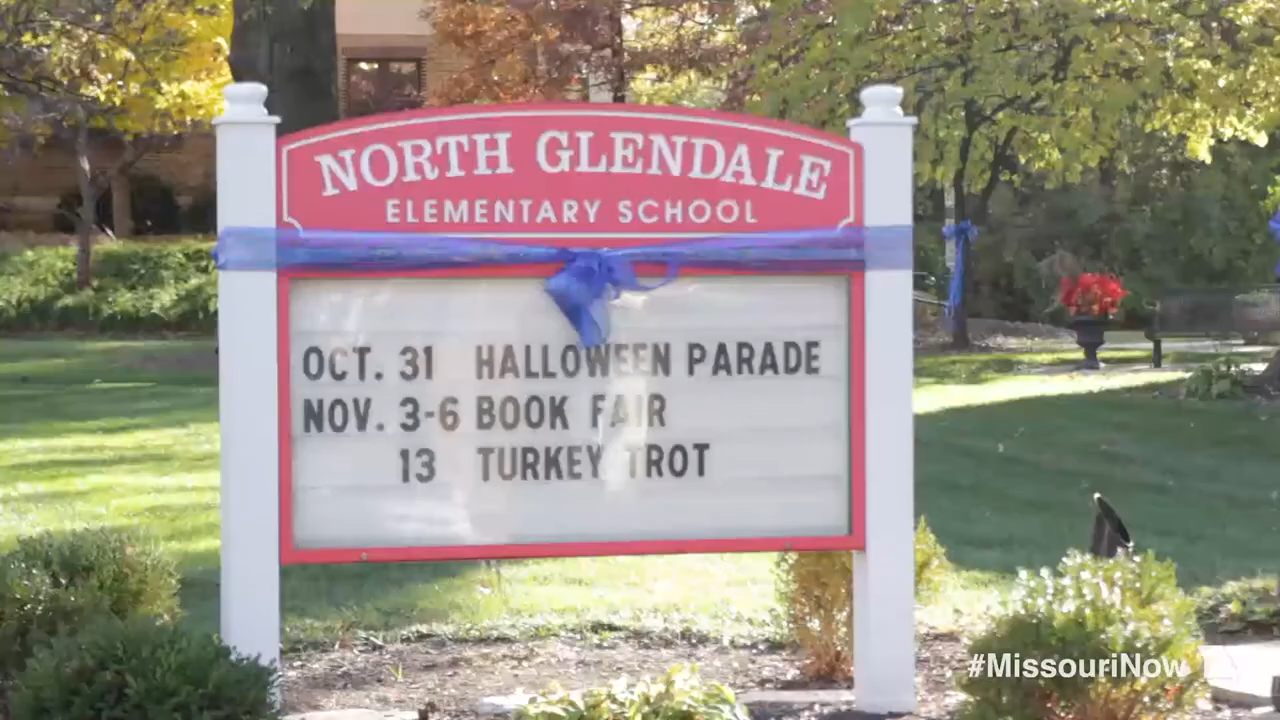 NORTH GLENDALE
ELEMENTARY SCHOOL
OCT. 31 HALLOWEEN PARADE
NOV. 3-6 BOOK FAIR
13 TURKEY TROT
#MissouriNow